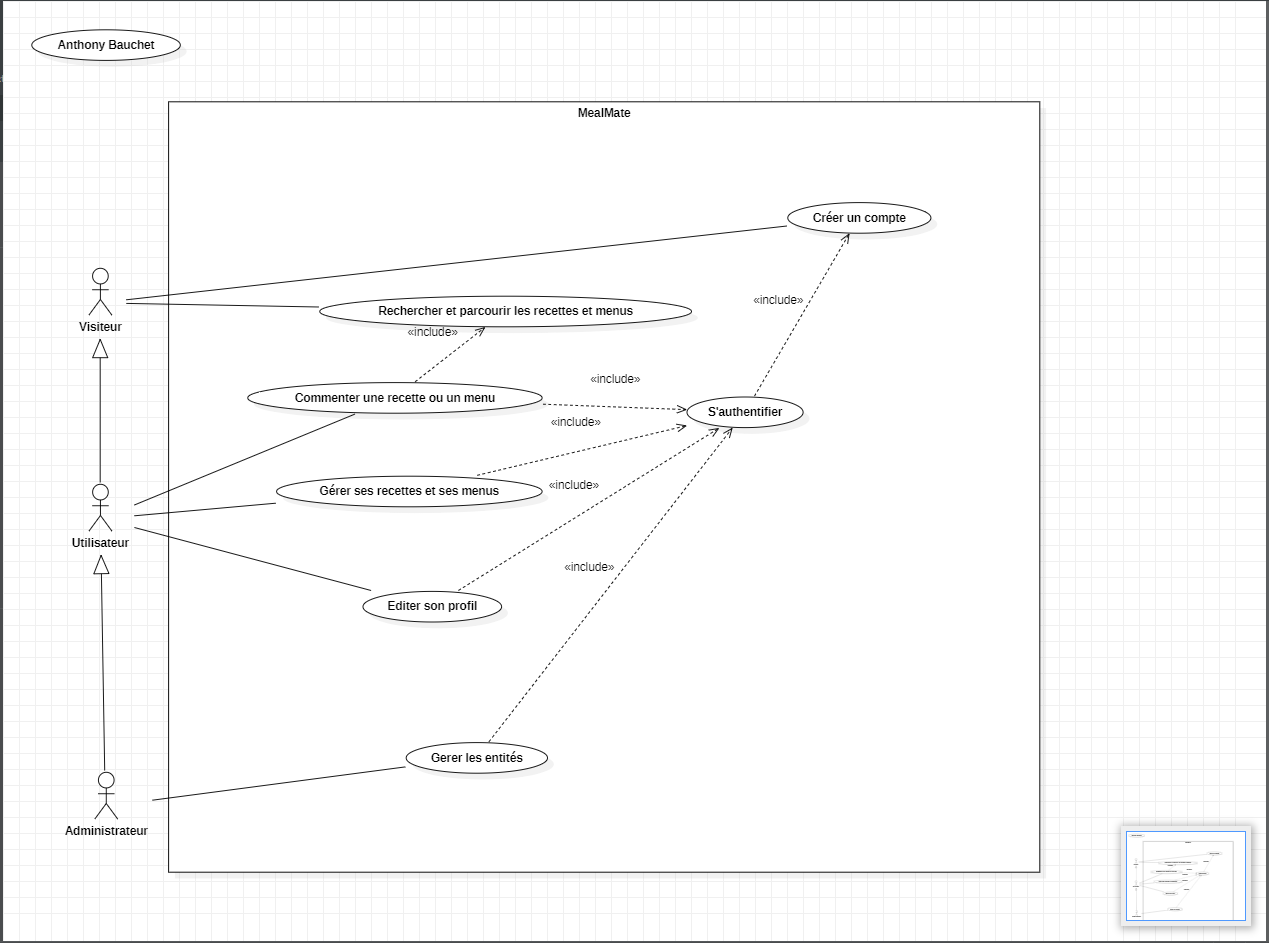 Anthony Bauchet
MealMate
Créer un compte
«include»
Rechercher et parcourir les recettes et menus
Visiteur
«include»
«include»
Commenter une recette ou un menu
S'authentifier
«include»
«include»
Gérer ses recettes et ses menus
Utilisateur
«include»
Editer son profil
Gerer les entités
Administrateur